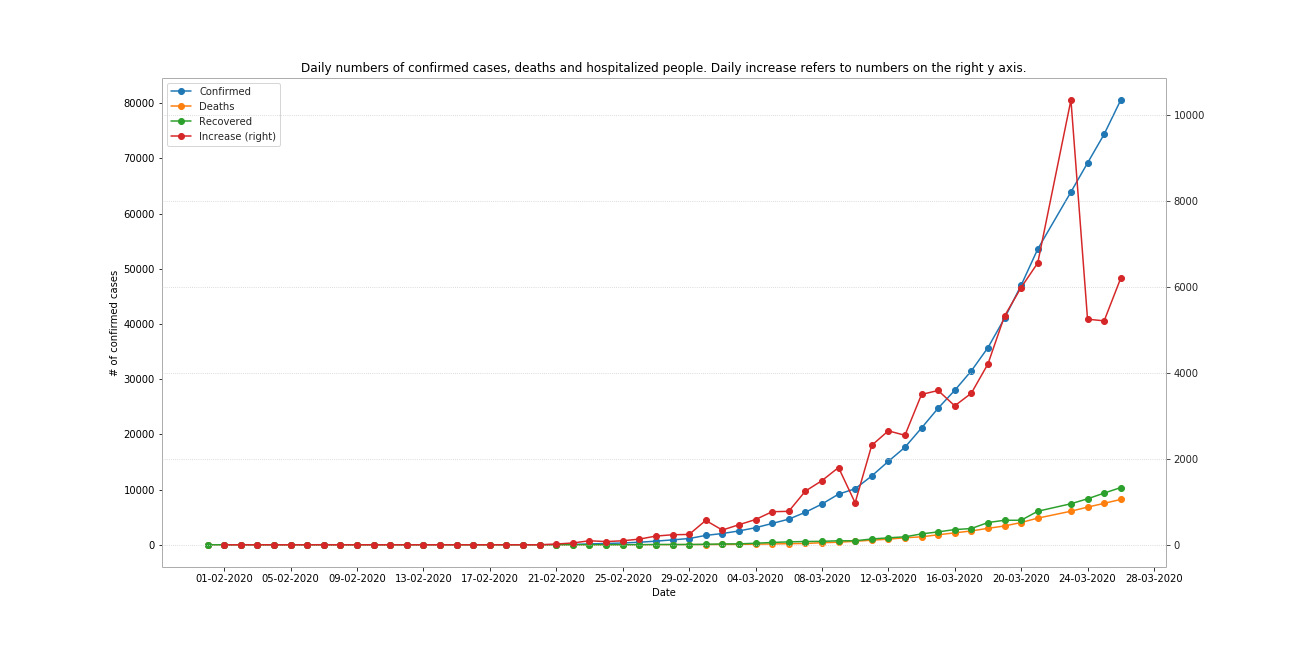 Daily numbers of confirmed cases, deaths and hospitalized people. Daily increase refers to numbers on the right y axis.
Confirmed
Deaths
Recovered
Increase (right)
80000
70000
60000
50000
40000
30000
20000
10000
0
# of confirmed cases
10000
8000
6000
4000
2000
0
01-02-2020 05-02-2020 09-02-2020 13-02-2020 17-02-2020 21-02-2020 25-02-2020 29-02-2020 04-03-2020 08-03-2020 12-03-2020 16-03-2020 20-03-2020 24-03-2020 28-03-2020
Date